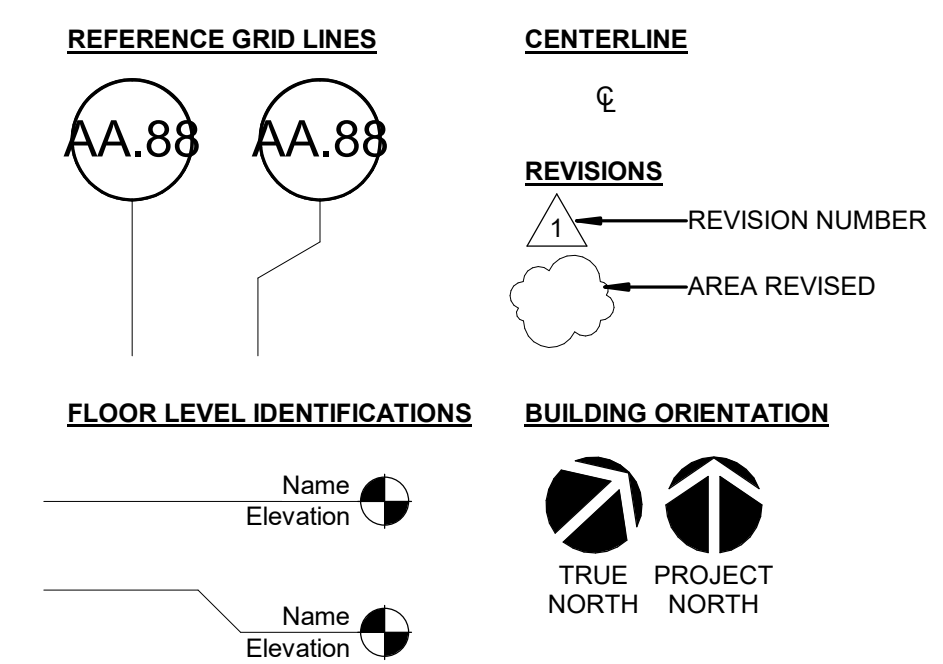 REFERENCE GRID LINES
AA.88 AA.88
CENTERLINE
℄
REVISIONS
1 REVISION NUMBER
AREA REVISED
FLOOR LEVEL IDENTIFICATIONS
Name
Elevation
Name
Elevation
BUILDING ORIENTATION
TRUE NORTH
PROJECT NORTH